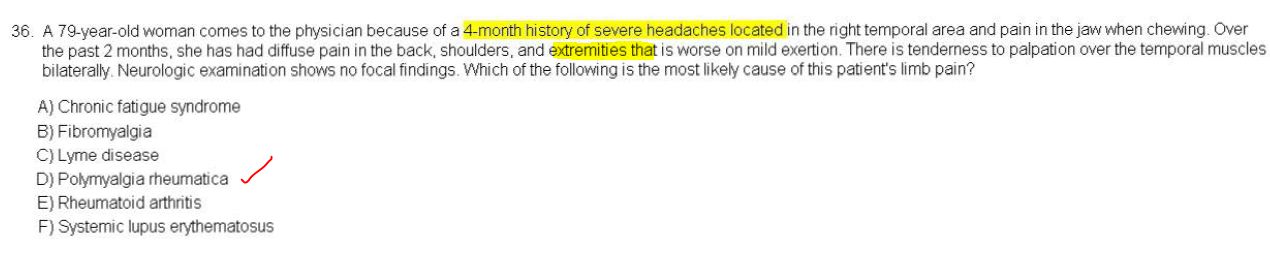 36. A 79-year-old woman comes to the physician because of a 4-month history of severe headaches located in the right temporal area and pain in the jaw when chewing. Over
the past 2 months, she has had diffuse pain in the back, shoulders, and extremities that is worse on mild exertion. There is tenderness to palpation over the temporal muscles
bilaterally. Neurologic examination shows no focal findings. Which of the following is the most likely cause of this patient's limb pain?
A) Chronic fatigue syndrome
B) Fibromyalgia
C) Lyme disease
D) Polymyalgia rheumatica
E) Rheumatoid arthritis
F) Systemic lupus erythematosus